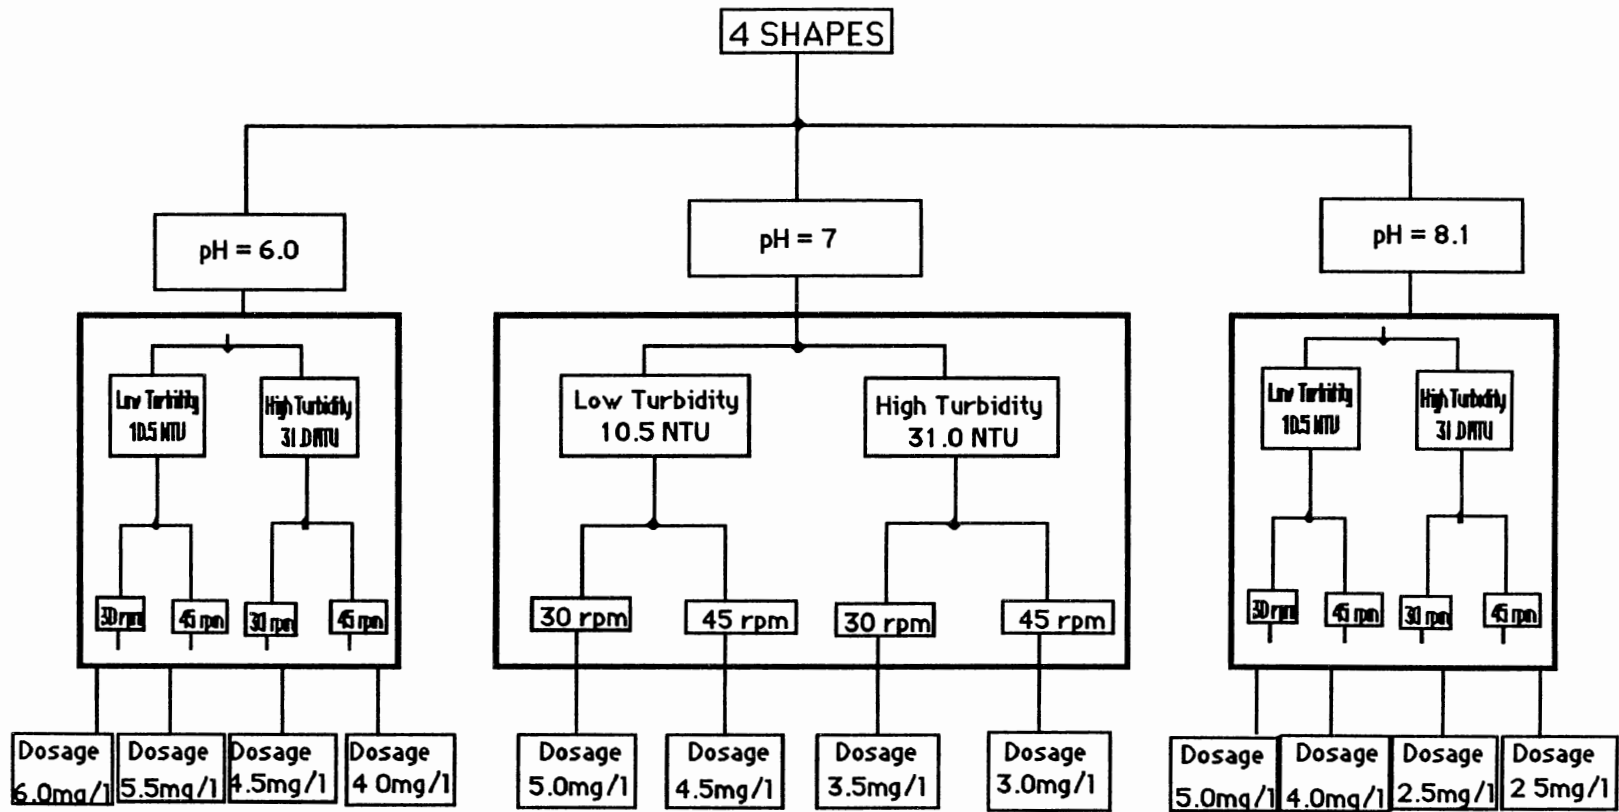 4 SHAPES
pH = 6.0
pH = 7
pH = 8.1
Low Turbidity
10.5 NTU
High Turbidity
31.0 NTU
Low Turbidity
10.5 NTU
High Turbidity
31.0 NTU
Low Turbidity
10.5 NTU
High Turbidity
31.0 NTU
30 rpm
45 rpm
30 rpm
45 rpm
30 rpm
45 rpm
30 rpm
45 rpm
30 rpm
45 rpm
30 rpm
45 rpm
Dosage
6.0mg/l
Dosage
5.5mg/l
Dosage
4.5mg/l
Dosage
4 0mg/l
Dosage
5.0mg/l
Dosage
4.5mg/l
Dosage
3.5mg/l
Dosage
3.0mg/l
Dosage
5.0mg/l
Dosage
4.0mg/l
Dosage
2.5mg/l
Dosage
2 5mg/l